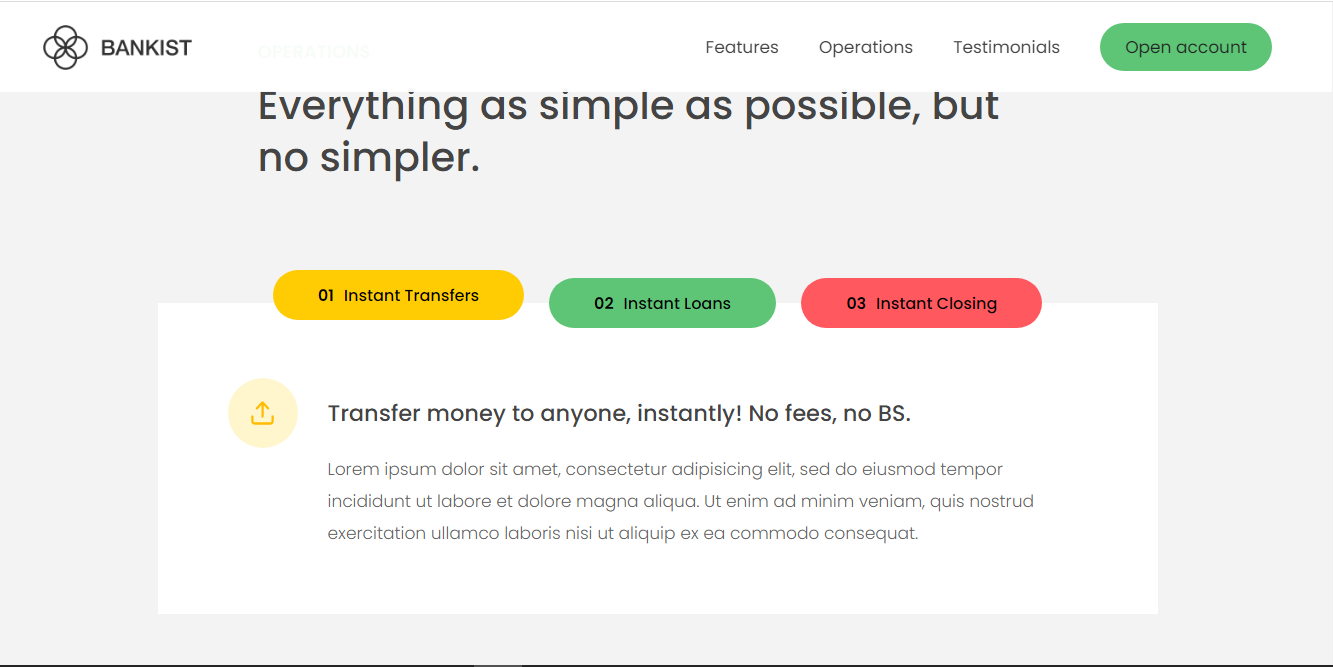 BANKIST
Features
Operations
Testimonials
Open account
OPERATIONS
Everything as simple as possible, but
no simpler.
01 Instant Transfers
02 Instant Loans
03 Instant Closing
Transfer money to anyone, instantly! No fees, no BS.
Lorem ipsum dolor sit amet, consectetur adipisicing elit, sed do eiusmod tempor
incididunt ut labore et dolore magna aliqua. Ut enim ad minim veniam, quis nostrud
exercitation ullamco laboris nisi ut aliquip ex ea commodo consequat.